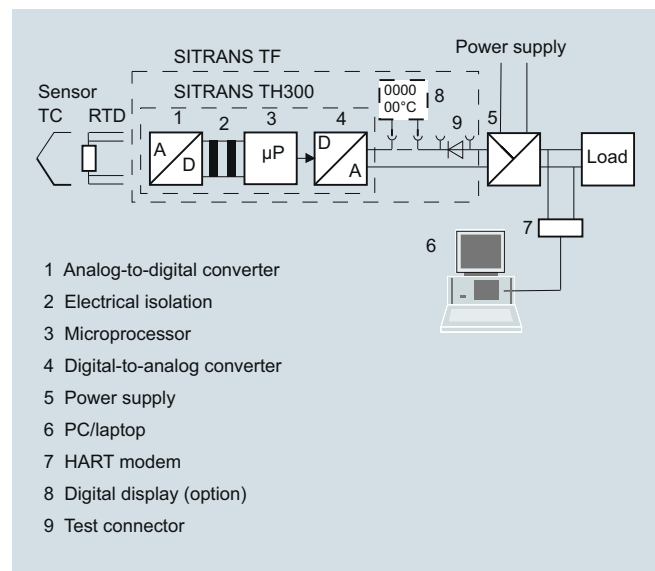 Power supply
SITRANS TF
Sensor
SITRANS TH300
TC RTD
1 2 3 4
0000
00°C
8
9
5
A
D
µP
D
A
Load
7
6
1 Analog-to-digital converter
2 Electrical isolation
3 Microprocessor
4 Digital-to-analog converter
5 Power supply
6 PC/laptop
7 HART modem
8 Digital display (option)
9 Test connector